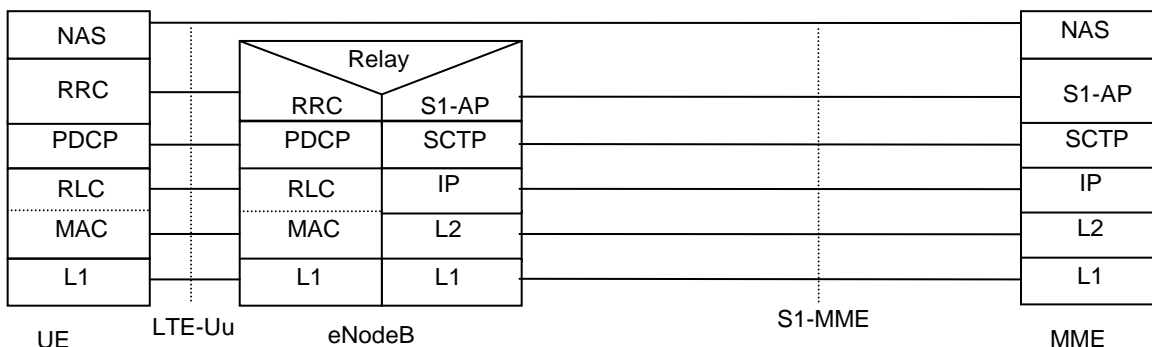 NAS
NAS
Relay
RRC
RRC
S1-AP
S1-AP
PDCP
PDCP
SCTP
SCTP
RLC
RLC
IP
IP
MAC
MAC
L2
L2
L1
L1
L1
L1
UE
LTE-Uu
eNodeB
S1-MME
MME